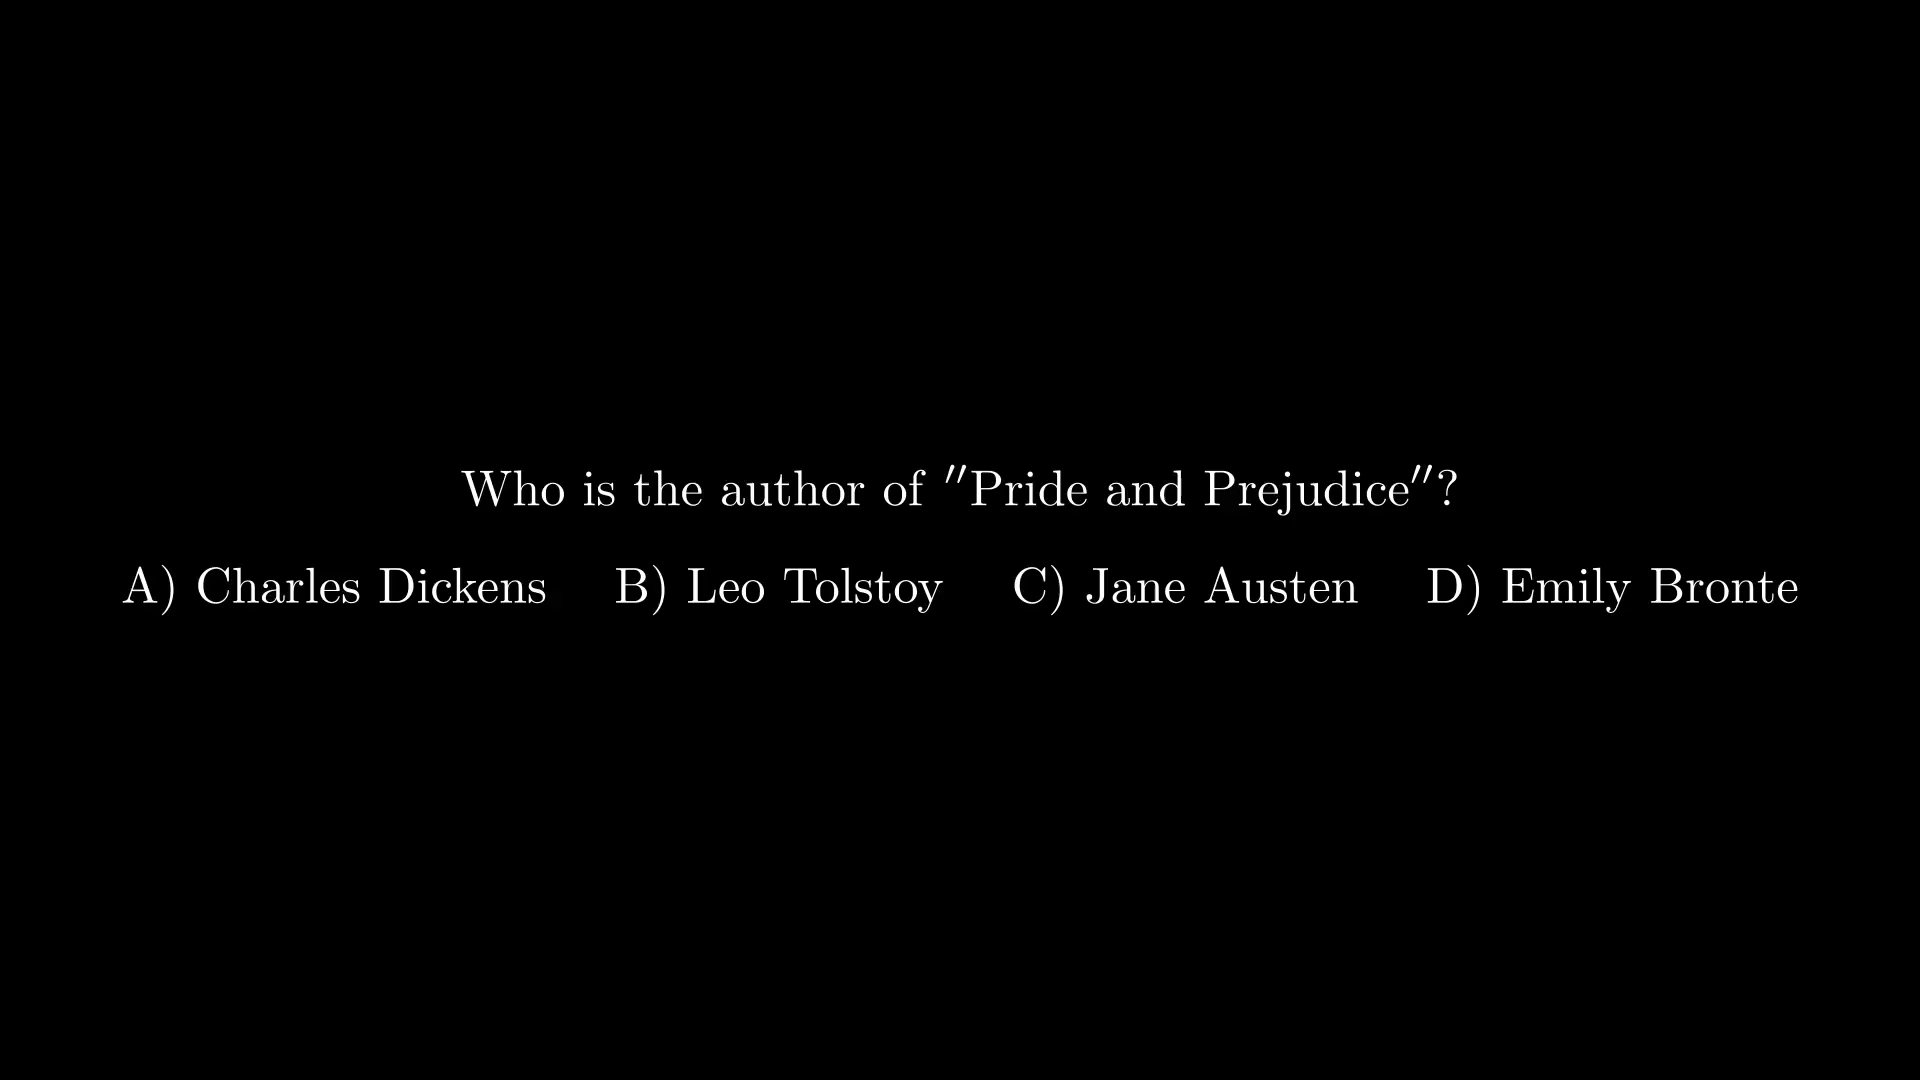 Who is the author of "Pride and Prejudice"?
A) Charles Dickens B) Leo Tolstoy C) Jane Austen D) Emily Bronte